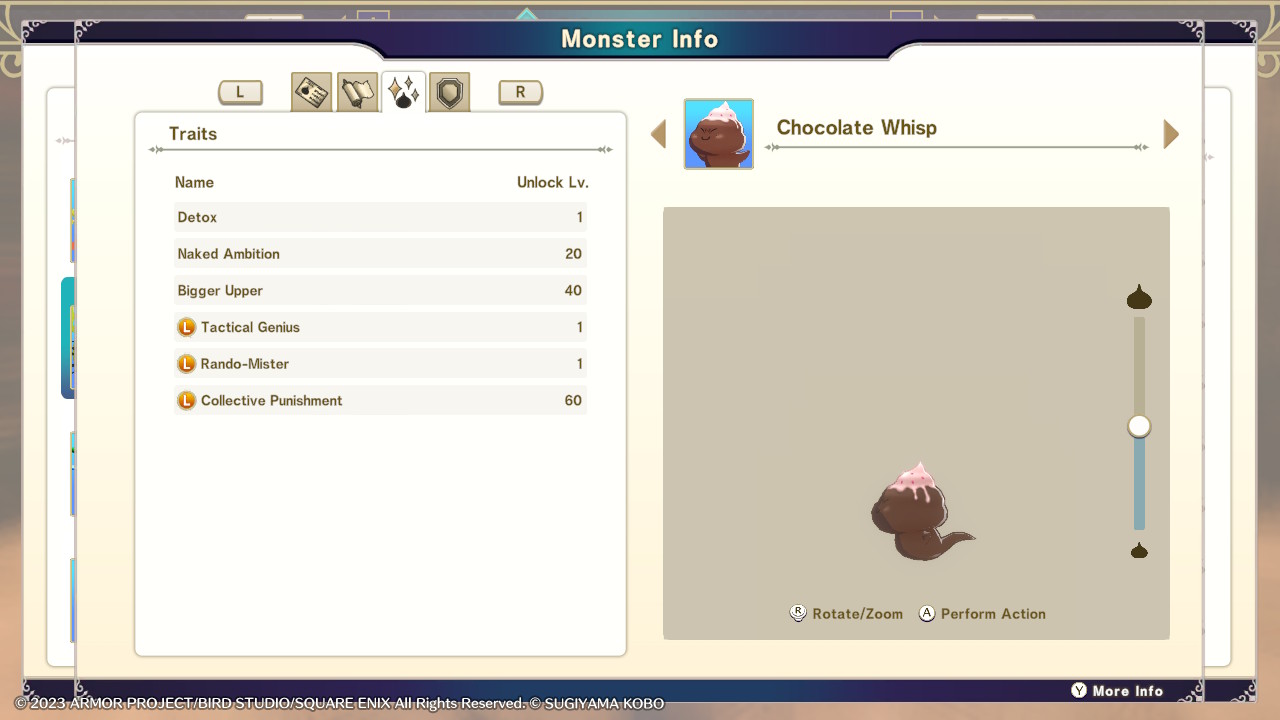 Monster Info
L
R
Traits
Name Unlock Lv.
Detox 1
Naked Ambition 20
Bigger Upper 40
L Tactical Genius 1
L Rando-Mister 1
L Collective Punishment 60
Chocolate Whisp
R Rotate/Zoom A Perform Action
Y More Info
© 2023 ARMOR PROJECT/BIRD STUDIO/SQUARE ENIX All Rights Reserved. © SUGIYAMA KOBO